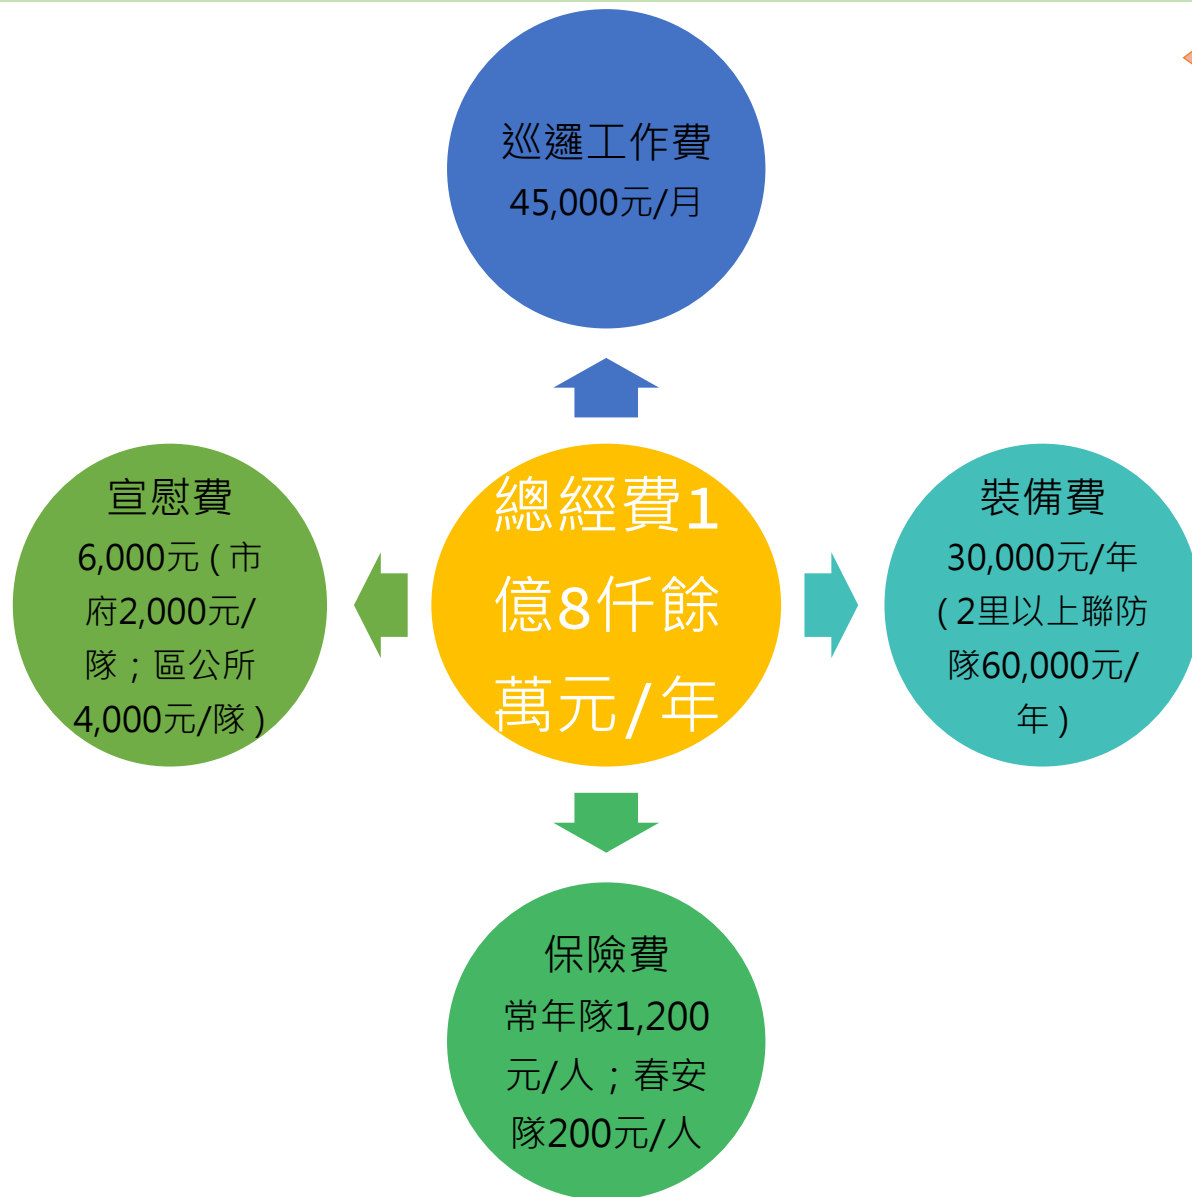 巡邏工作費
45,000元/月
宣慰費
6,000元(市
府2,000元/
隊；區公所
4,000元/隊)
總經費1
億8仟餘
萬元/年
裝備費
30,000元/年
(2里以上聯防
隊60,000元/
年)
保險費
常年隊1,200
元/人；春安
隊200元/人